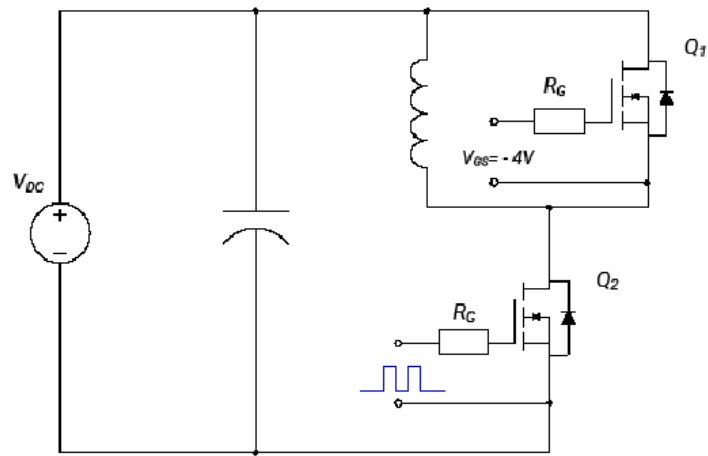 Q1
RG
VGS= - 4V
VDC
+
−
Q2
RG